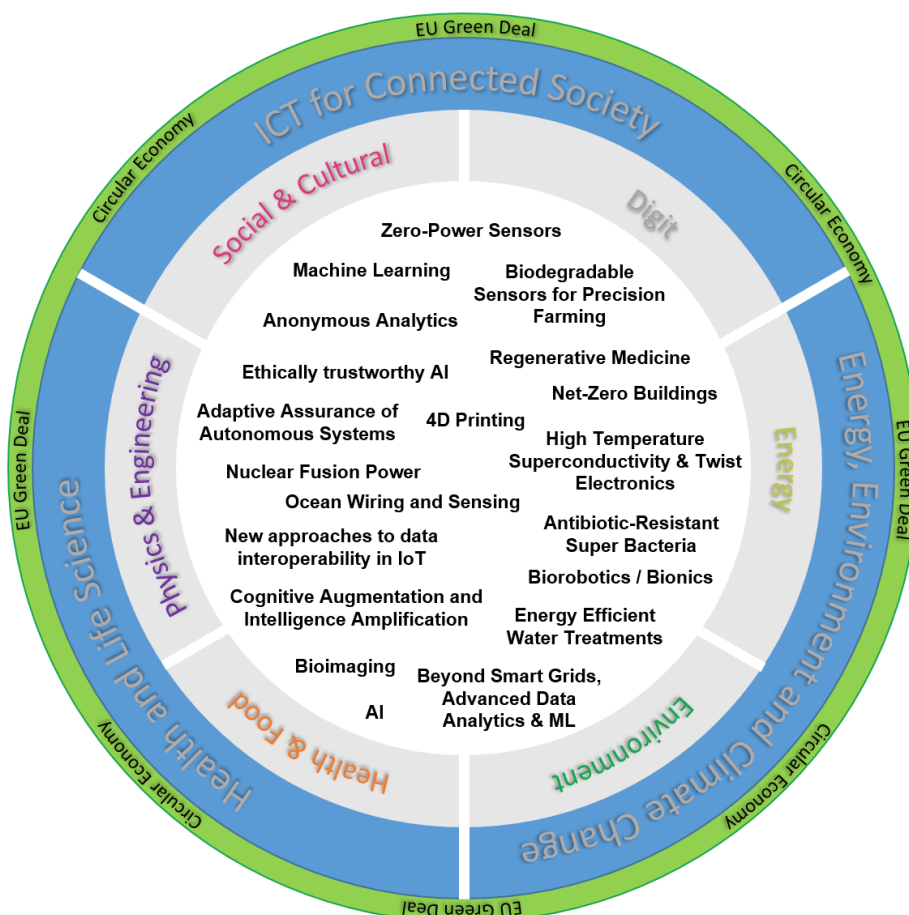 EU Green Deal
Circular Economy
Circular Economy
EU Green Deal
EU Green Deal
Circular Economy
Circular Economy
EU Green Deal
ICT for Connected Society
Energy, Environment and Climate Change
Health and Life Science
Social & Cultural
Digit
Physics & Engineering
Energy
Health & Food
Environment
Zero-Power Sensors
Machine Learning
Biodegradable
Sensors for Precision
Farming
Anonymous Analytics
Regenerative Medicine
Ethically trustworthy AI
Net-Zero Buildings
Adaptive Assurance of
Autonomous Systems
4D Printing
High Temperature
Superconductivity & Twist
Electronics
Nuclear Fusion Power
Ocean Wiring and Sensing
New approaches to data
interoperability in IoT
Antibiotic-Resistant
Super Bacteria
Biorobotics / Bionics
Cognitive Augmentation and
Intelligence Amplification
Energy Efficient
Water Treatments
Bioimaging
Beyond Smart Grids,
Advanced Data
Analytics & ML
AI